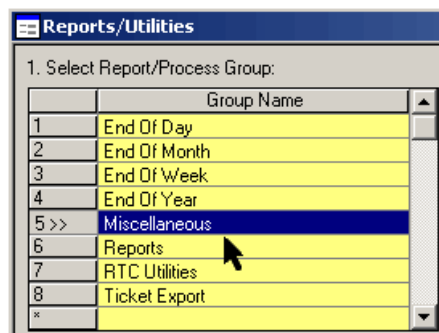 Reports/Utilities
1. Select Report/Process Group:
Group Name
1 End Of Day
2 End Of Month
3 End Of Week
4 End Of Year
5 >> Miscellaneous
6 Reports
7 RTC Utilities
8 Ticket Export
*